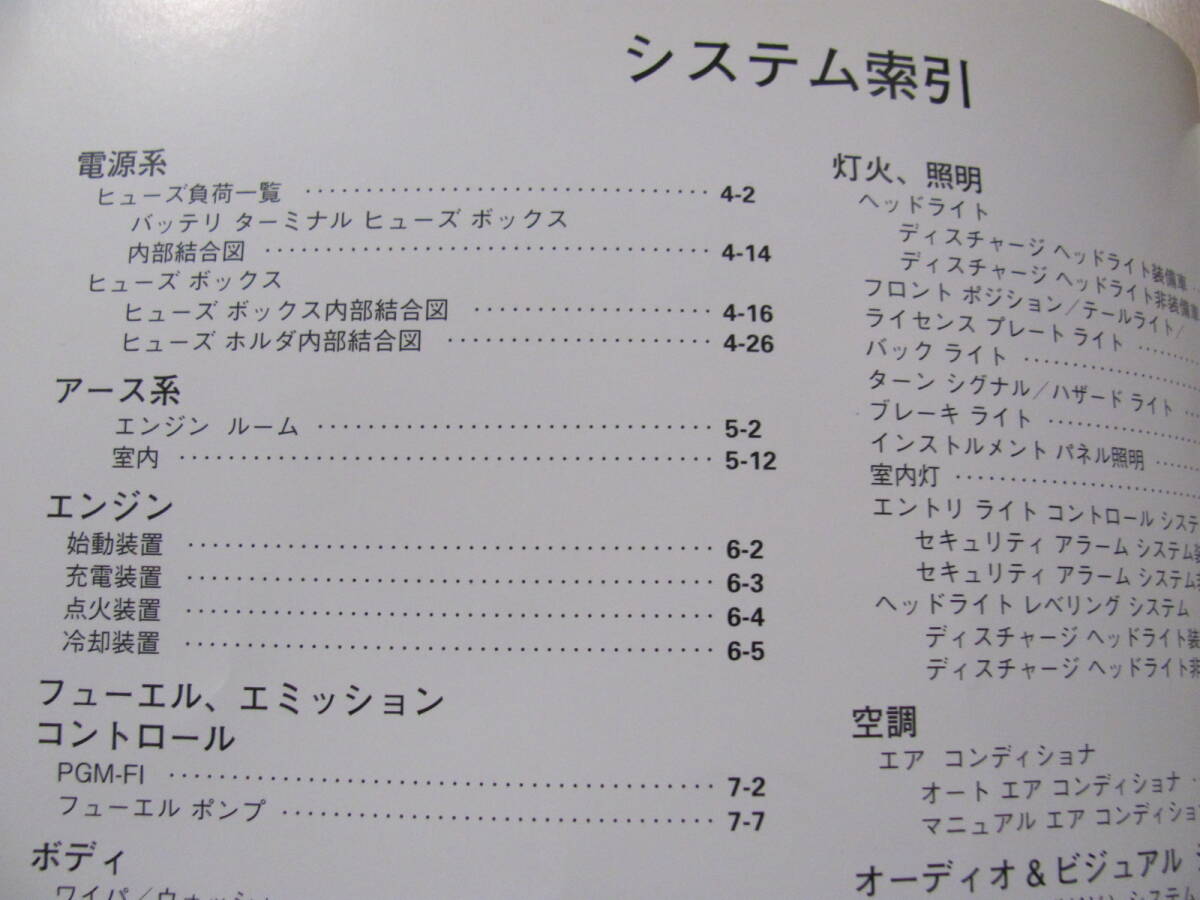 システム索引
電源系
ヒューズ負荷一覧 4-2
バッテリ ターミナル ヒューズ ボックス
内部結合図 4-14
ヒューズ ボックス
ヒューズ ボックス内部結合図 4-16
ヒューズ ホルダ内部結合図 4-26
アース系
エンジン ルーム 5-2
室内 5-12
エンジン
始動装置 6-2
充電装置 6-3
点火装置 6-4
冷却装置 6-5
フューエル、エミッション
コントロール
PGM-FI 7-2
フューエル ポンプ 7-7
ボディ
ワイパ/ウォッシャ
灯火、照明
ヘッドライト
ディスチャージ ヘッドライト装備車
ディスチャージ ヘッドライト非装備車
フロント ポジション/テールライト/
ライセンス プレート ライト
バック ライト
ターン シグナル/ハザード ライト
ブレーキ ライト
インストルメント パネル照明
室内灯
エントリ ライト コントロール システ
セキュリティ アラーム システム装
セキュリティ アラーム システム非
ヘッドライト レベリング システム
ディスチャージ ヘッドライト装
ディスチャージ ヘッドライト非
空調
エア コンディショナ
オート エア コンディショナ
マニュアル エア コンディショ
オーディオ&ビジュアル
システム